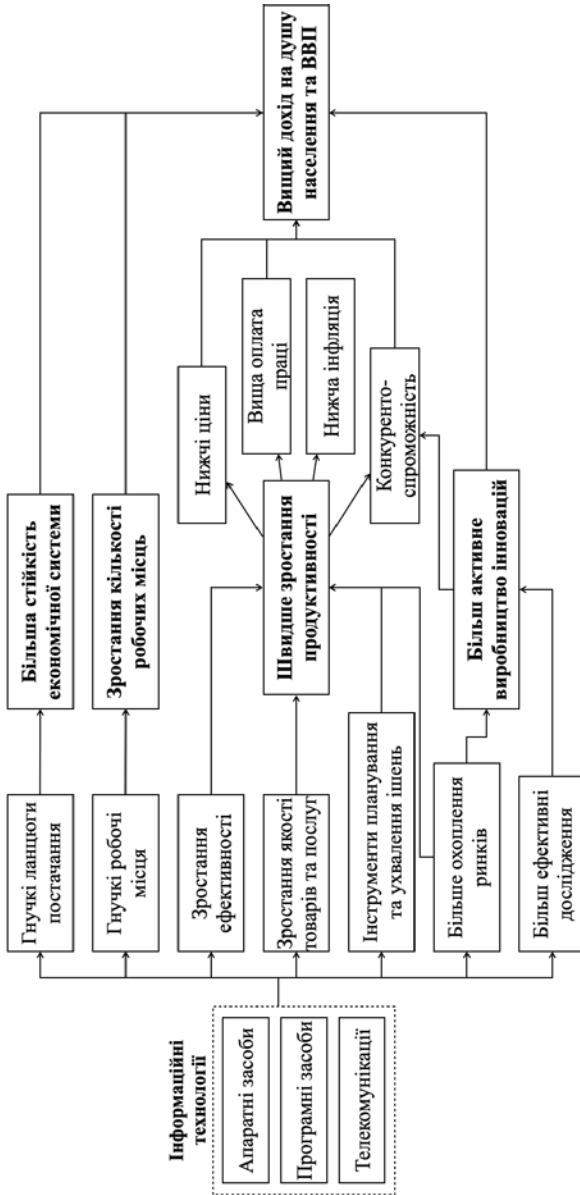 Інформаційні
технології
Апаратні засоби
Програмні засоби
Телекомунікації
Гнучкі ланцюги
постачання
Гнучкі робочі
місця
Зростання
ефективності
Зростання якості
товарів та послуг
Інструменти планування
та ухвалення ішень
Більше охоплення
ринків
Більш ефективні
дослідження
Більша стійкість
економічної системи
Зростання кількості
робочих місць
Швидше зростання
продуктивності
Більш активне
виробництво інновацій
Нижчі ціни
Вища оплата
праці
Нижча інфляція
Конкуренто-
спроможність
Вищий дохід на душу
населення та ВВП